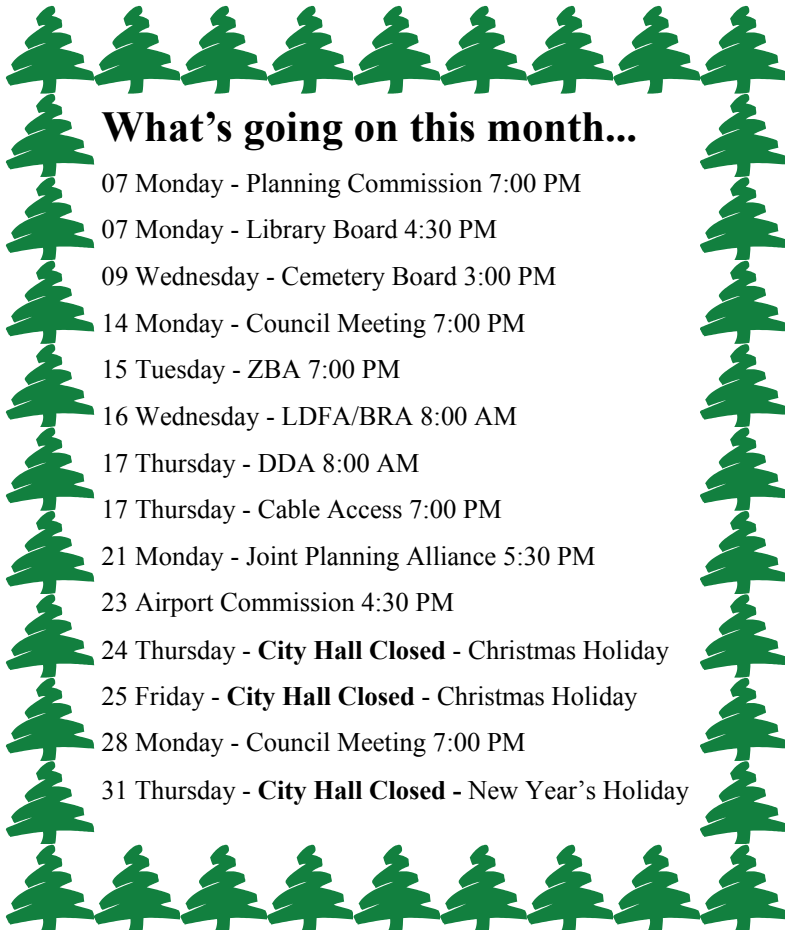 What’s going on this month...
07 Monday - Planning Commission 7:00 PM
07 Monday - Library Board 4:30 PM
09 Wednesday - Cemetery Board 3:00 PM
14 Monday - Council Meeting 7:00 PM
15 Tuesday - ZBA 7:00 PM
16 Wednesday - LDFA/BRA 8:00 AM
17 Thursday - DDA 8:00 AM
17 Thursday - Cable Access 7:00 PM
21 Monday - Joint Planning Alliance 5:30 PM
23 Airport Commission 4:30 PM
24 Thursday - City Hall Closed - Christmas Holiday
25 Friday - City Hall Closed - Christmas Holiday
28 Monday - Council Meeting 7:00 PM
31 Thursday - City Hall Closed - New Year’s Holiday